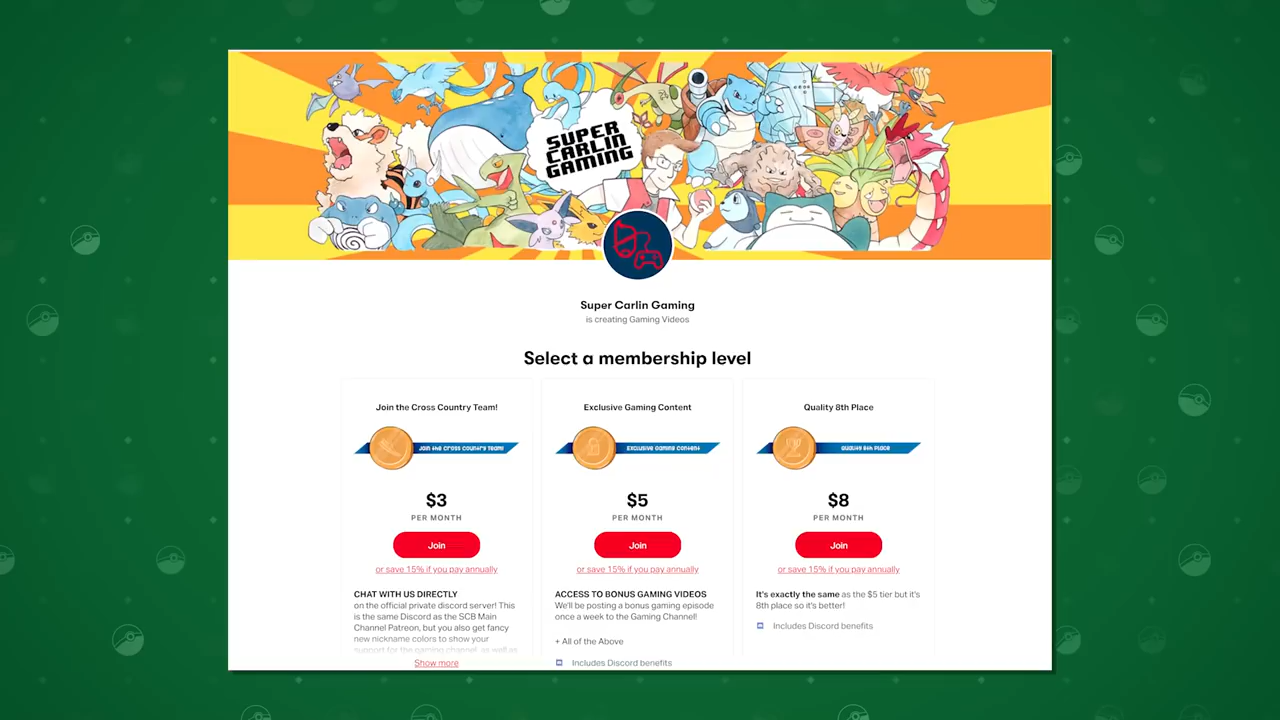 SUPER
CARLIN
GAMING
Super Carlin Gaming
is creating Gaming Videos
Select a membership level
Join the Cross Country Team!
Join the Cross Country Team!
$3
PER MONTH
Join
or save 15% if you pay annually
CHAT WITH US DIRECTLY
on the official private discord server! This
is the same Discord as the SCB Main
Channel Patreon, but you also get fancy
new nickname colors to show your
support for the gaming channel, as well as
Show more
Exclusive Gaming Content
Exclusive Gaming Content
$5
PER MONTH
Join
or save 15% if you pay annually
ACCESS TO BONUS GAMING VIDEOS
We'll be posting a bonus gaming episode
once a week to the Gaming Channel!
+ All of the Above
Includes Discord benefits
Quality 8th Place
Quality 8th Place
$8
PER MONTH
Join
or save 15% if you pay annually
It's exactly the same as the $5 tier but it's
8th place so it's better!
Includes Discord benefits